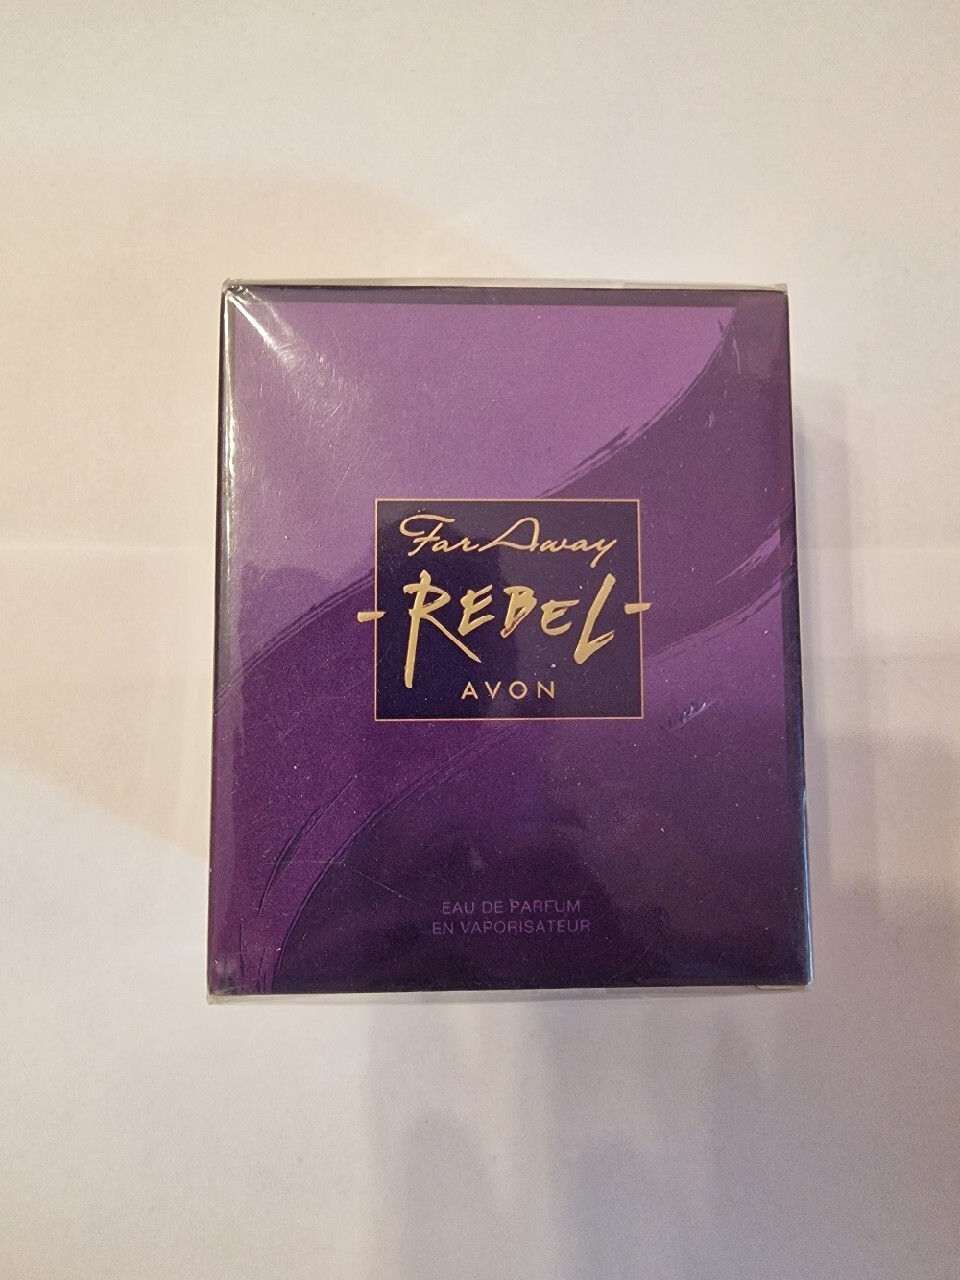 Far Away
-REBEL-
AVON
EAU DE PARFUM
EN VAPORISATEUR